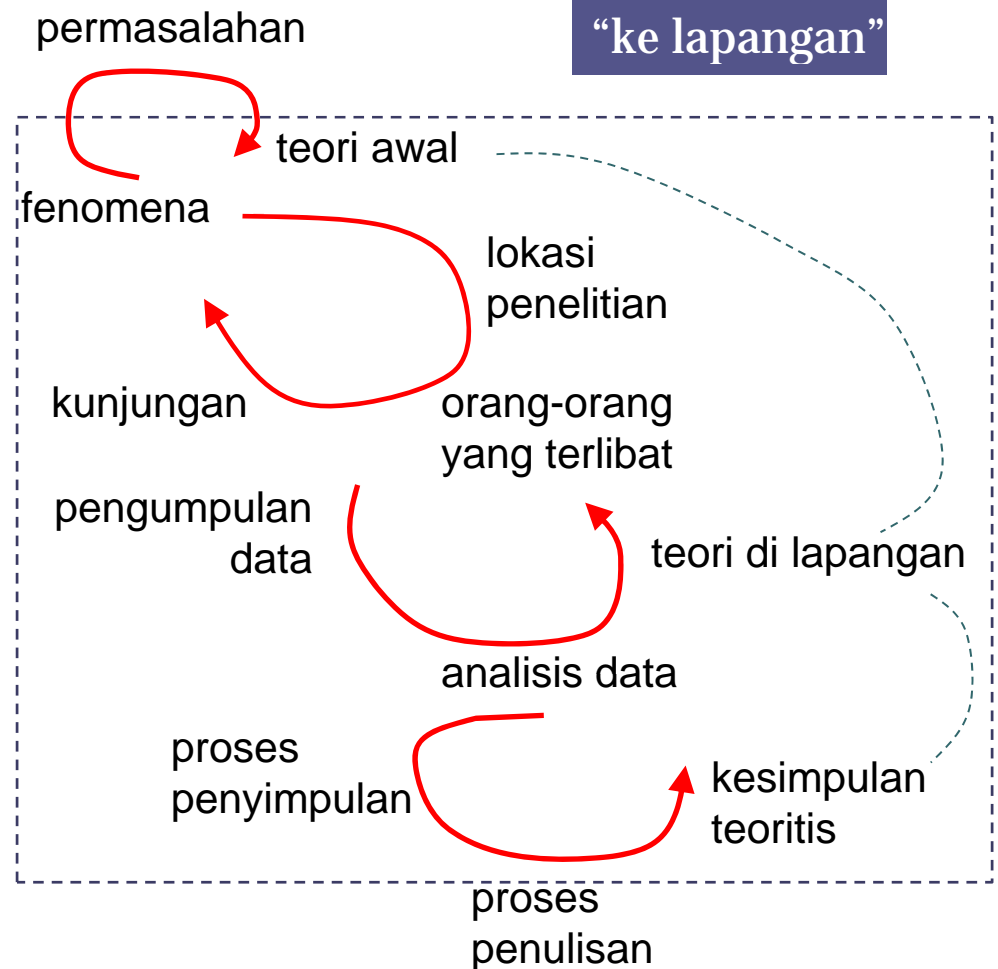 permasalahan
“ke lapangan”
teori awal
fenomena
lokasi
penelitian
kunjungan
orang-orang
yang terlibat
pengumpulan
data
teori di lapangan
analisis data
proses
penyimpulan
kesimpulan
teoritis
proses
penulisan